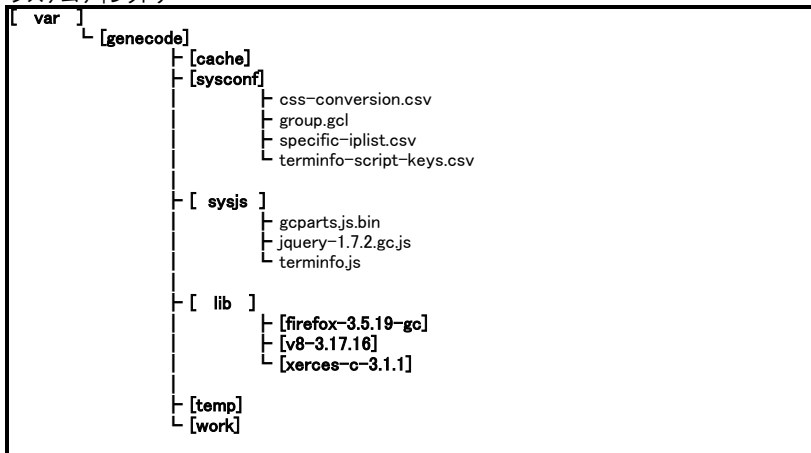 [ var ]
└ [genecode]
├ [cache]
├ [sysconf]
├ css-conversion.csv
├ group.gcl
├ specific-iplist.csv
└ terminfo-script-keys.csv
├ [ sysjs ]
├ gcparts.js.bin
├ jquery-1.7.2.gc.js
└ terminfo.js
├ [ lib ]
├ [firefox-3.5.19-gc]
├ [v8-3.17.16]
└ [xerces-c-3.1.1]
├ [temp]
└ [work]